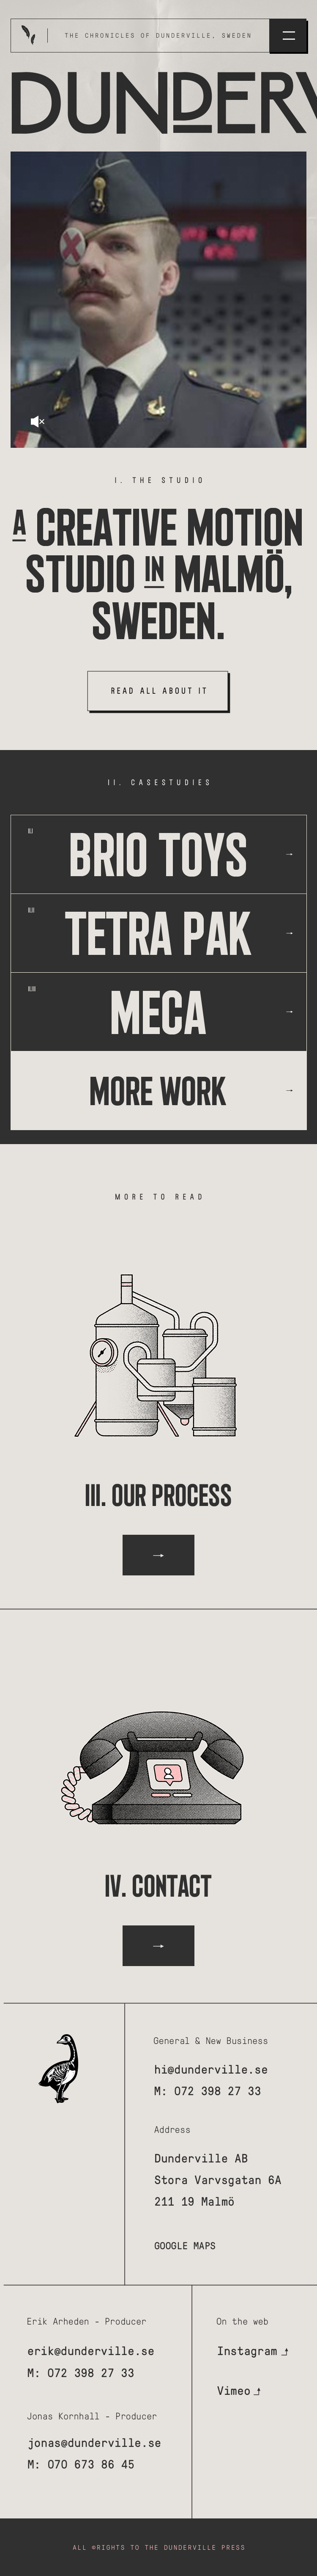 THE CHRONICLES OF DUNDERVILLE, SWEDEN
DUNDERV
I. THE STUDIO
A CREATIVE MOTION
STUDIO IN MALMÖ,
SWEDEN.
READ ALL ABOUT IT
II. CASESTUDIES
BRIO TOYS
→
TETRA PAK
→
MECA
→
MORE WORK
→
MORE TO READ
III. OUR PROCESS
→
IV. CONTACT
→
General & New Business
hi@dunderville.se
M: 072 398 27 33
Address
Dunderville AB
Stora Varvsgatan 6A
211 19 Malmö
GOOGLE MAPS
Erik Arheden - Producer
erik@dunderville.se
M: 072 398 27 33
Jonas Kornhall - Producer
jonas@dunderville.se
M: 070 673 86 45
On the web
Instagram
Vimeo
ALL ©RIGHTS TO THE DUNDERVILLE PRESS